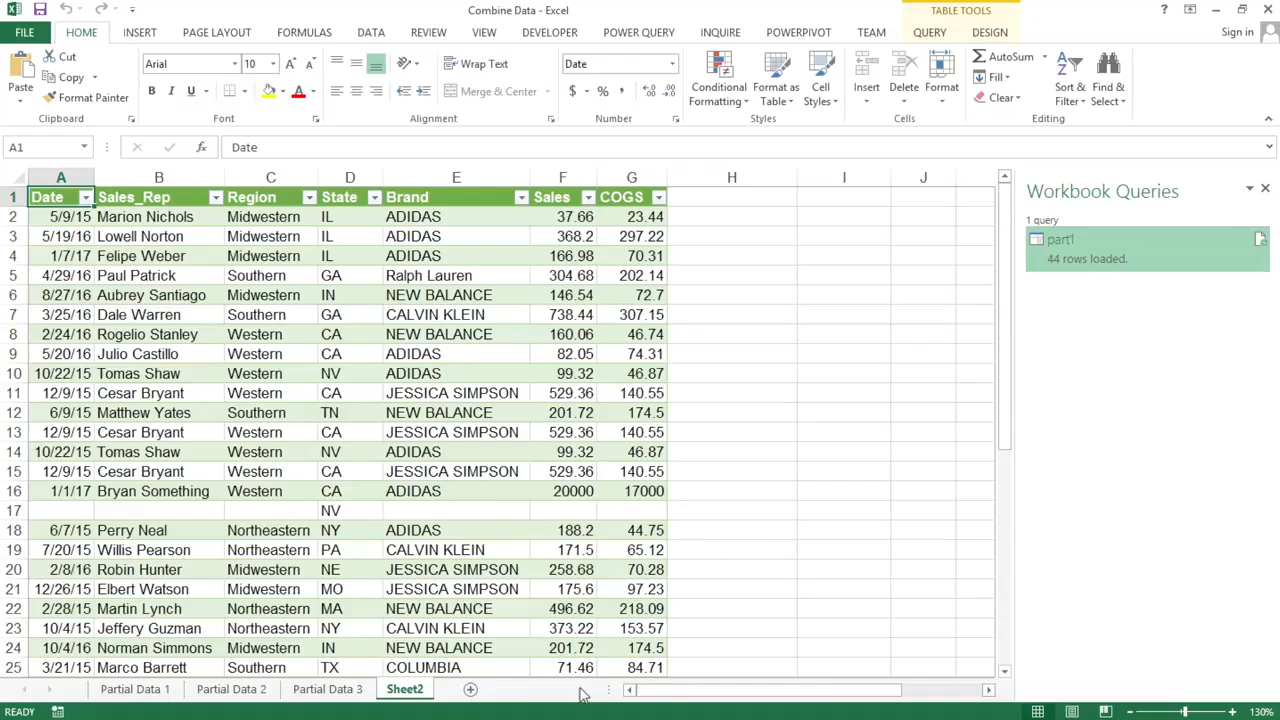 Combine Data - Excel
TABLE TOOLS
?
FILE HOME INSERT PAGE LAYOUT FORMULAS DATA REVIEW VIEW DEVELOPER POWER QUERY INQUIRE POWERPIVOT TEAM QUERY DESIGN Sign in
Paste
Cut
Copy
Format Painter
Clipboard
Arial 10
B I U
Font
Wrap Text
Merge & Center
Alignment
Date
$ % ,
Number
Conditional Formatting
Format as Table
Cell Styles
Styles
Insert Delete Format
Cells
AutoSum
Fill
Clear
Sort & Filter
Find & Select
Editing
A1 fx Date
A B C D E F G H I J
1 Date Sales_Rep Region State Brand Sales COGS
2 5/9/15 Marion Nichols Midwestern IL ADIDAS 37.66 23.44
3 5/19/16 Lowell Norton Midwestern IL ADIDAS 368.2 297.22
4 1/7/17 Felipe Weber Midwestern IL ADIDAS 166.98 70.31
5 4/29/16 Paul Patrick Southern GA Ralph Lauren 304.68 202.14
6 8/27/16 Aubrey Santiago Midwestern IN NEW BALANCE 146.54 72.7
7 3/25/16 Dale Warren Southern GA CALVIN KLEIN 738.44 307.15
8 2/24/16 Rogelio Stanley Western CA NEW BALANCE 160.06 46.74
9 5/20/16 Julio Castillo Western CA ADIDAS 82.05 74.31
10 10/22/15 Tomas Shaw Western NV ADIDAS 99.32 46.87
11 12/9/15 Cesar Bryant Western CA JESSICA SIMPSON 529.36 140.55
12 6/9/15 Matthew Yates Southern TN NEW BALANCE 201.72 174.5
13 12/9/15 Cesar Bryant Western CA JESSICA SIMPSON 529.36 140.55
14 10/22/15 Tomas Shaw Western NV ADIDAS 99.32 46.87
15 12/9/15 Cesar Bryant Western CA JESSICA SIMPSON 529.36 140.55
16 1/1/17 Bryan Something Western CA ADIDAS 20000 17000
17 NV
18 6/7/15 Perry Neal Northeastern NY ADIDAS 188.2 44.75
19 7/20/15 Willis Pearson Northeastern PA CALVIN KLEIN 171.5 65.12
20 2/8/16 Robin Hunter Midwestern NE JESSICA SIMPSON 258.68 70.28
21 12/26/15 Elbert Watson Midwestern MO JESSICA SIMPSON 175.6 97.23
22 2/28/15 Martin Lynch Northeastern MA NEW BALANCE 496.62 218.09
23 10/4/15 Jeffery Guzman Northeastern NY CALVIN KLEIN 373.22 153.57
24 10/4/16 Norman Simmons Midwestern IN NEW BALANCE 201.72 174.5
25 3/21/15 Marco Barrett Southern TX COLUMBIA 71.46 84.71
Workbook Queries
1 query
part1
44 rows loaded.
Partial Data 1 Partial Data 2 Partial Data 3 Sheet2
READY 130%